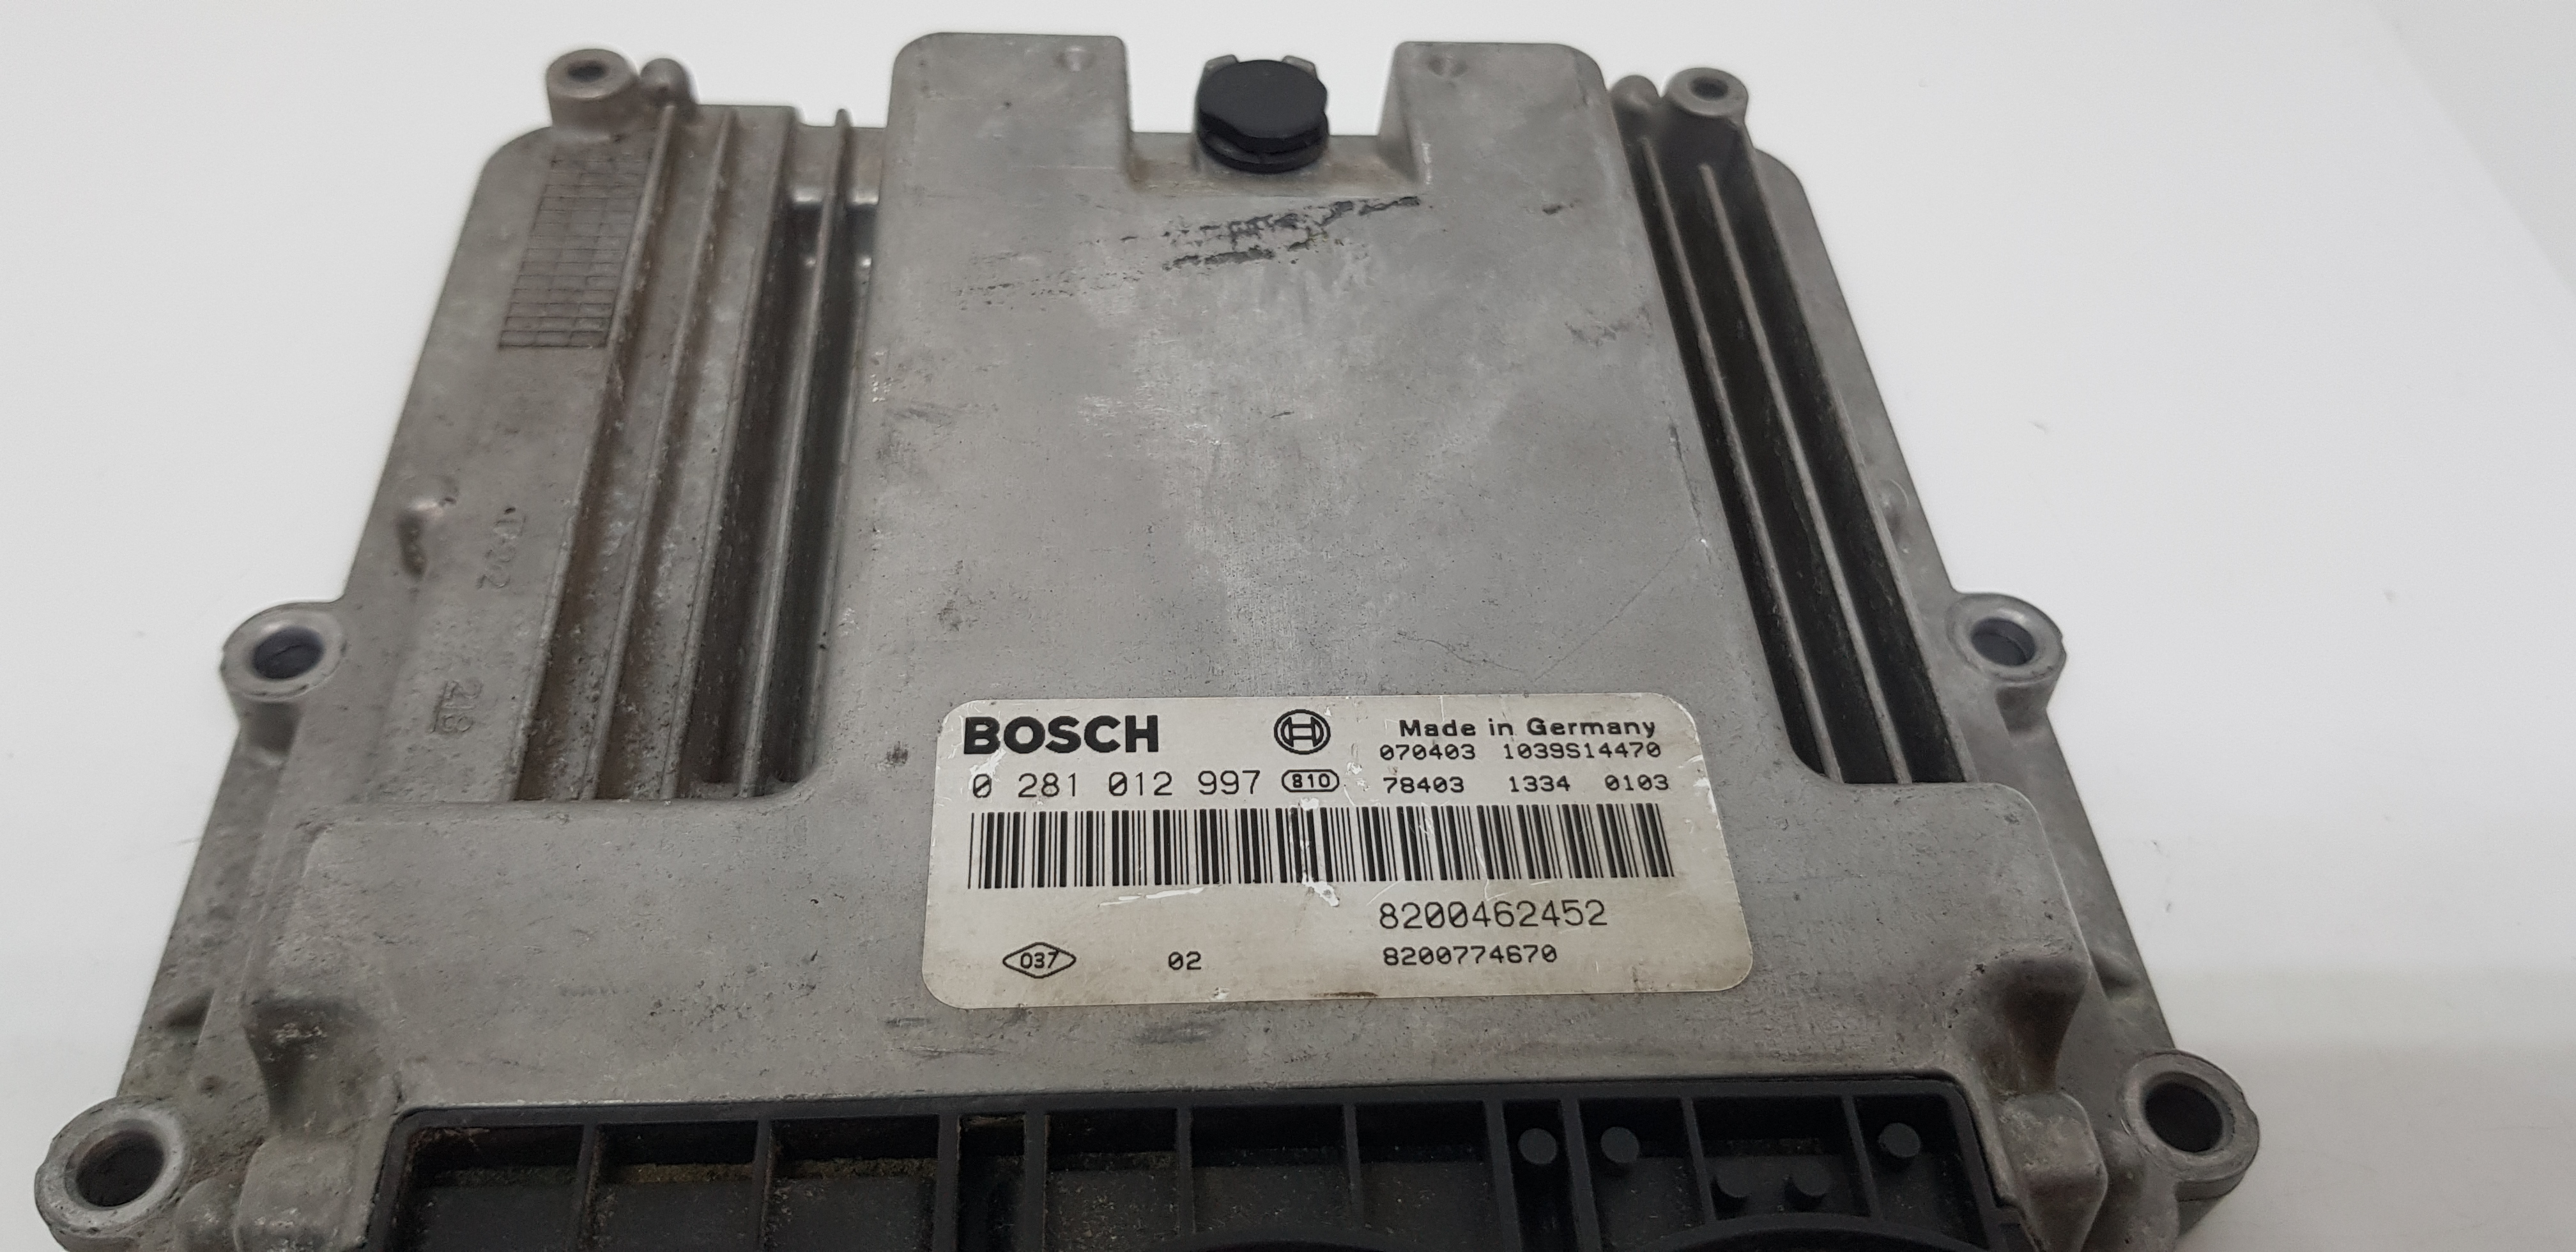 BOSCH
Made in Germany
070403 1039S14470
0 281 012 997 810 78403 1334 0103
8200462452
037 02 8200774670